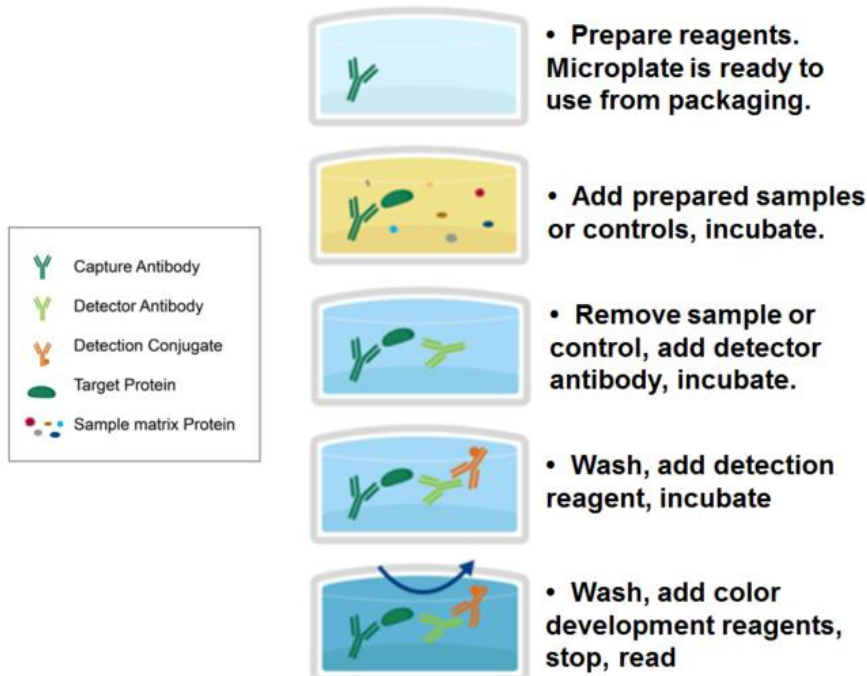 • Prepare reagents.
Microplate is ready to
use from packaging.
• Add prepared samples
or controls, incubate.
Capture Antibody
Detector Antibody
Detection Conjugate
Target Protein
Sample matrix Protein
• Remove sample or
control, add detector
antibody, incubate.
• Wash, add detection
reagent, incubate
• Wash, add color
development reagents,
stop, read